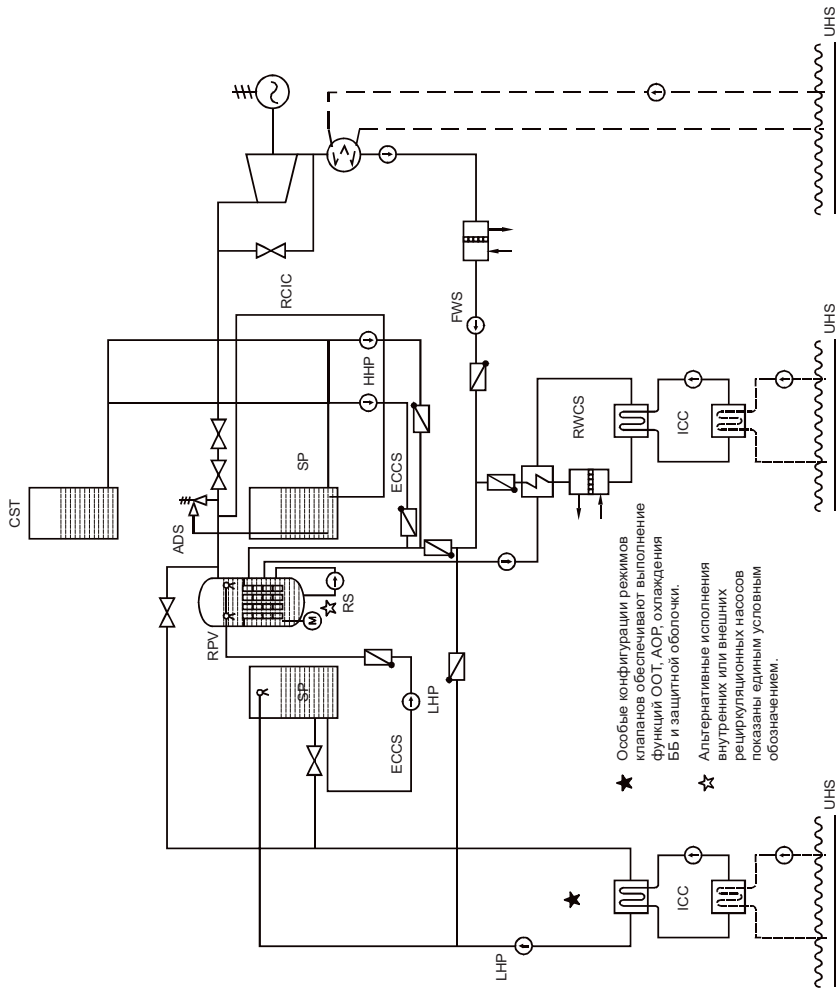 CST
ADS
SP
RPV
RS
M
SP
ECCS
LHP
ECCS
HHP
RCIC
FWS
RWCS
ICC
UHS
UHS
LHP
ICC
UHS
Особые конфигурации режимов
клапанов обеспечивают выполнение
функций ООТ, АОР, охлаждения
ББ и защитной оболочки.
Альтернативные исполнения
внутренних или внешних
рециркуляционных насосов
показаны единым условным
обозначением.